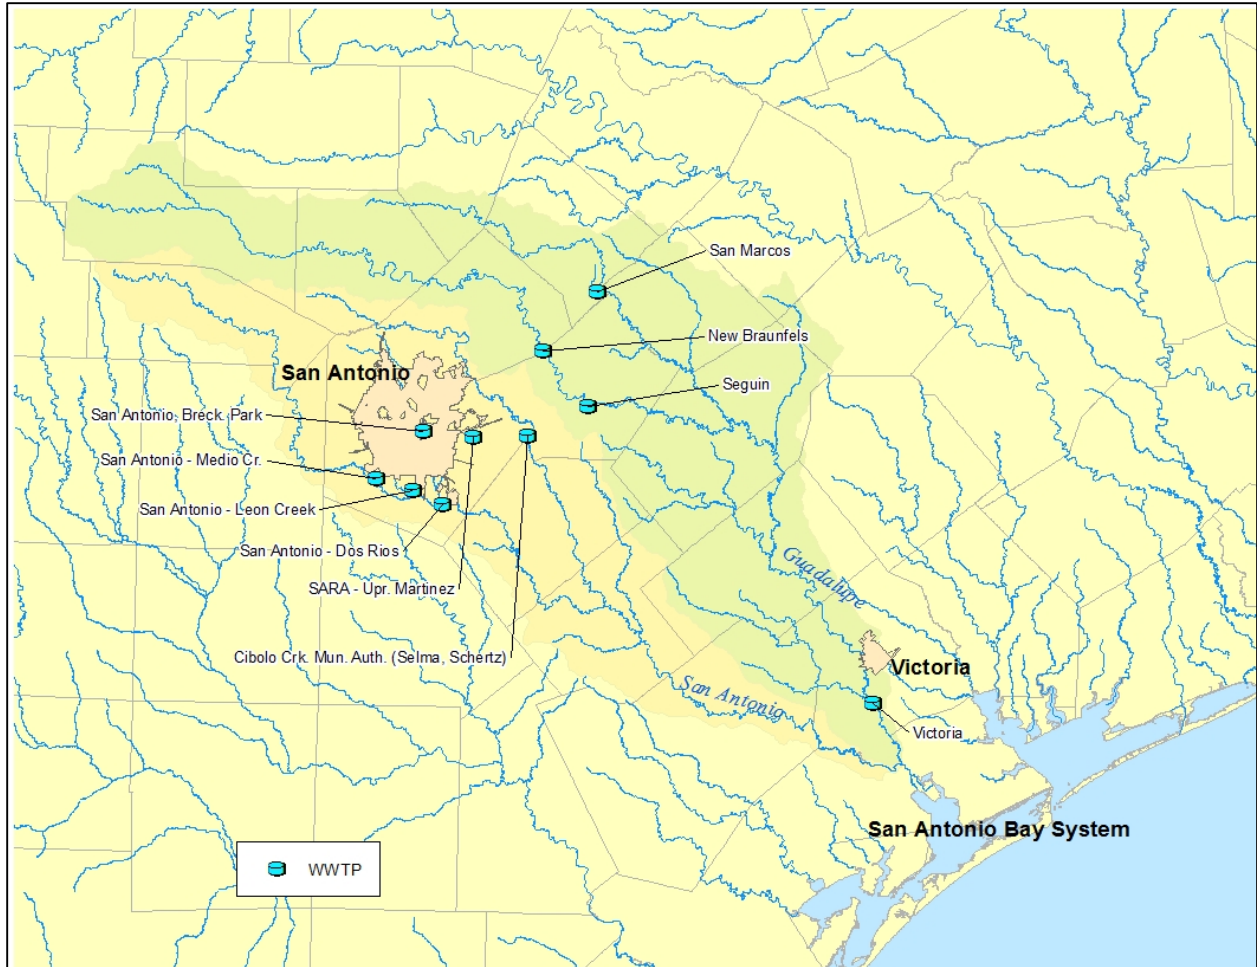 San Marcos
New Braunfels
Seguin
San Antonio
San Antonio, Breck. Park
San Antonio - Medio Cr.
San Antonio - Leon Creek
San Antonio - Dos Rios
SARA - Upr. Martinez
Cibolo Crk. Mun. Auth. (Selma, Schertz)
Guadalupe
San Antonio
Victoria
Victoria
San Antonio Bay System
WWTP